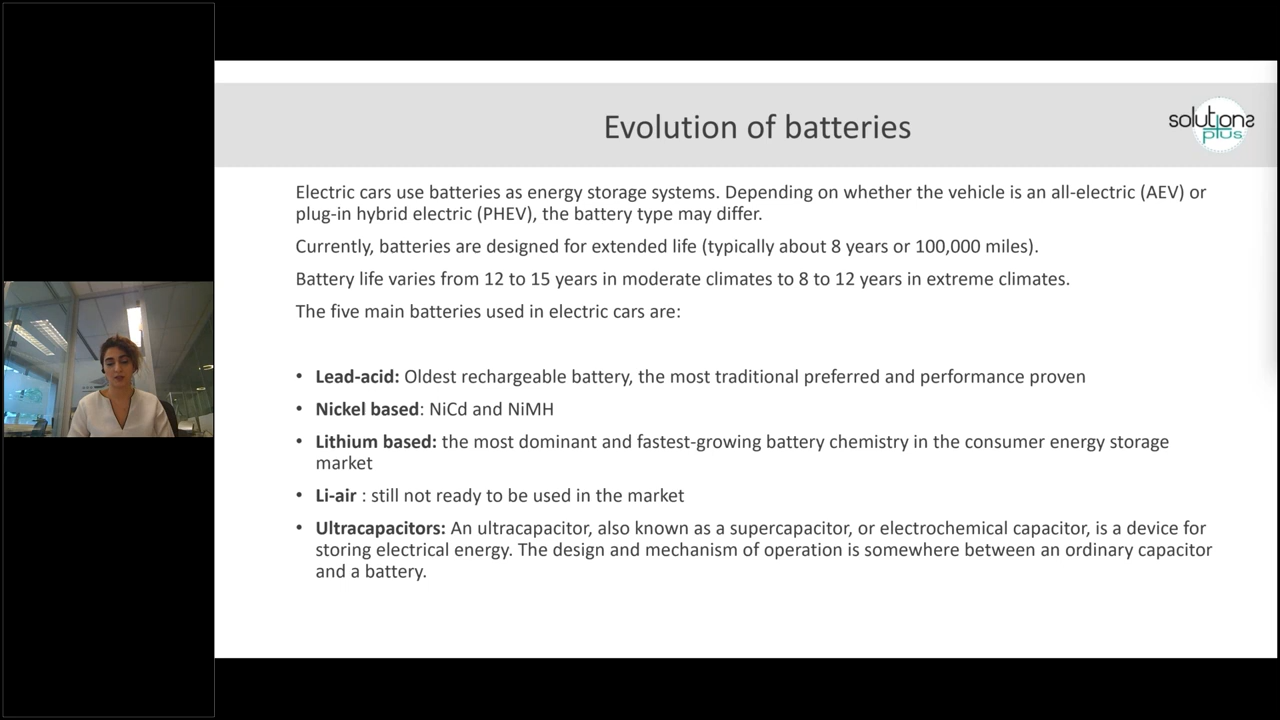 Evolution of batteries
solutions
plus
Electric cars use batteries as energy storage systems. Depending on whether the vehicle is an all-electric (AEV) or
plug-in hybrid electric (PHEV), the battery type may differ.
Currently, batteries are designed for extended life (typically about 8 years or 100,000 miles).
Battery life varies from 12 to 15 years in moderate climates to 8 to 12 years in extreme climates.
The five main batteries used in electric cars are:
• Lead-acid: Oldest rechargeable battery, the most traditional preferred and performance proven
• Nickel based: NiCd and NiMH
• Lithium based: the most dominant and fastest-growing battery chemistry in the consumer energy storage
market
• Li-air : still not ready to be used in the market
• Ultracapacitors: An ultracapacitor, also known as a supercapacitor, or electrochemical capacitor, is a device for
storing electrical energy. The design and mechanism of operation is somewhere between an ordinary capacitor
and a battery.